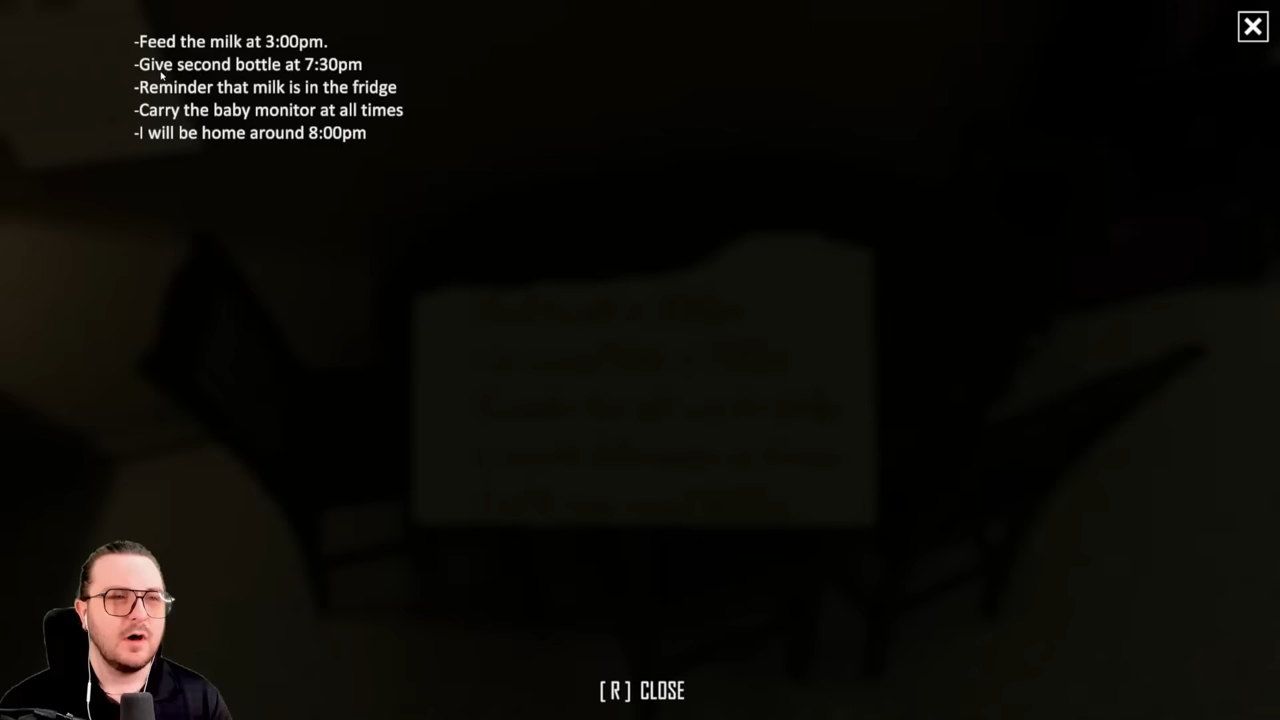 -Feed the milk at 3:00pm.
-Give second bottle at 7:30pm
-Reminder that milk is in the fridge
-Carry the baby monitor at all times
-I will be home around 8:00pm
[ R ] CLOSE